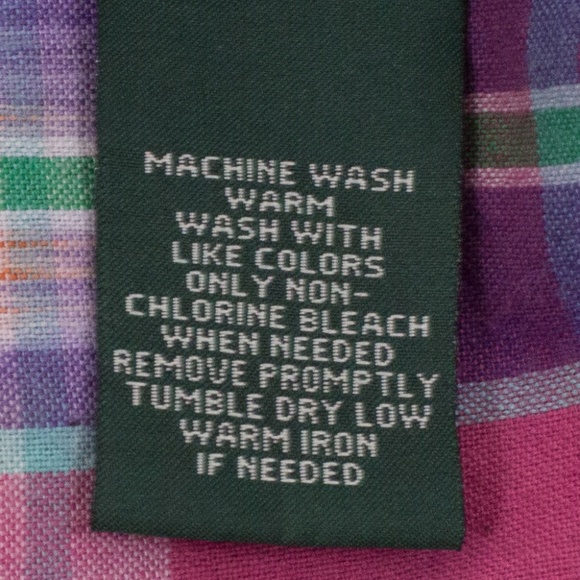 MACHINE WASH
WARM
WASH WITH
LIKE COLORS
ONLY NON-
CHLORINE BLEACH
WHEN NEEDED
REMOVE PROMPTLY
TUMBLE DRY LOW
WARM IRON
IF NEEDED